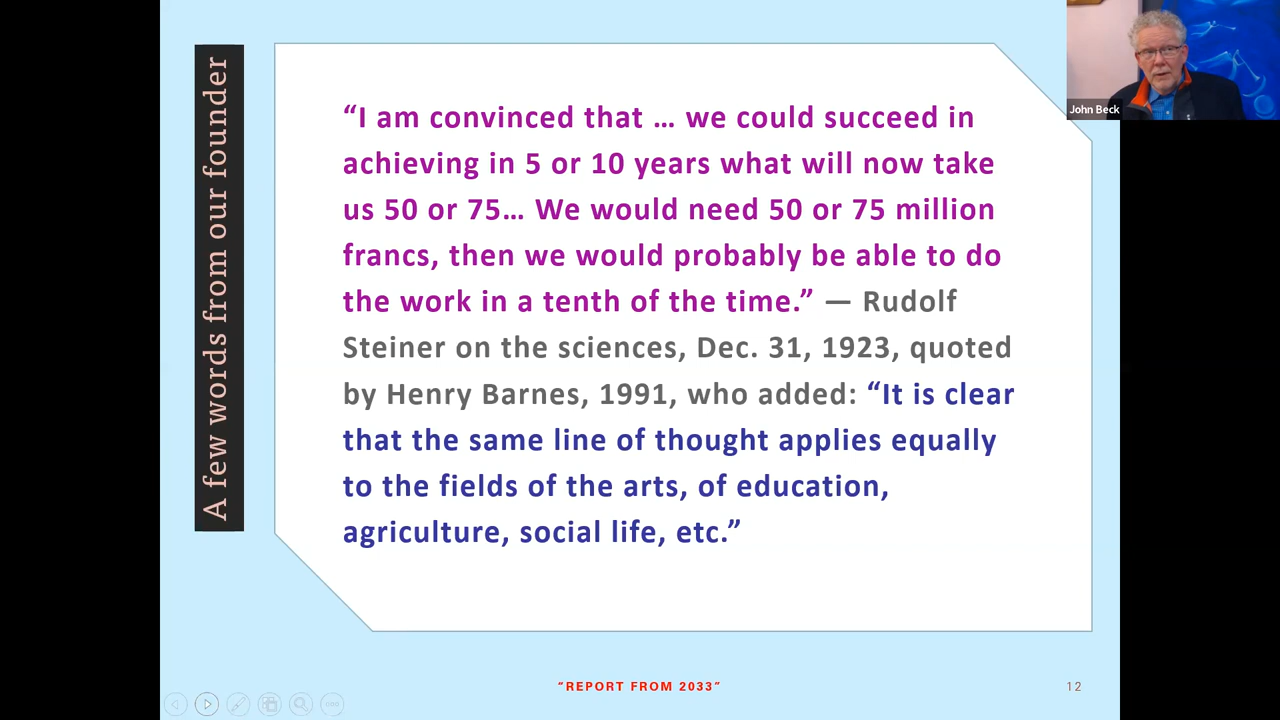 A few words from our founder
“I am convinced that … we could succeed in
achieving in 5 or 10 years what will now take
us 50 or 75… We would need 50 or 75 million
francs, then we would probably be able to do
the work in a tenth of the time.” — Rudolf
Steiner on the sciences, Dec. 31, 1923, quoted
by Henry Barnes, 1991, who added: “It is clear
that the same line of thought applies equally
to the fields of the arts, of education,
agriculture, social life, etc.”
John Beck
“REPORT FROM 2033”
12